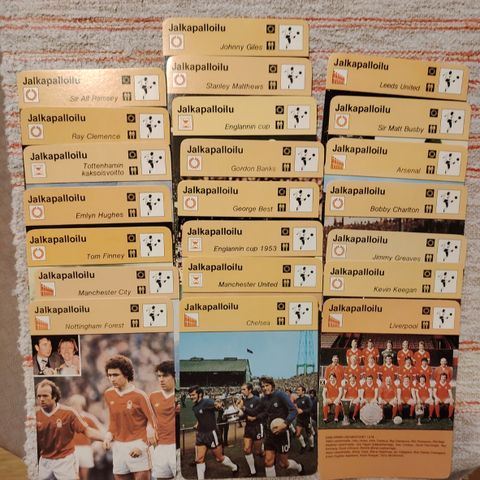 Jalkapalloilu
Sir Alf Ramsey
Jalkapalloilu
Ray Clemence
Jalkapalloilu
Tottenhamin
kaksoisvoitto
Jalkapalloilu
Emlyn Hughes
Jalkapalloilu
Tom Finney
Jalkapalloilu
Manchester City
Jalkapalloilu
Nottingham Forest
Jalkapalloilu
Johnny Giles
Jalkapalloilu
Stanley Matthews
Jalkapalloilu
Englannin cup
Jalkapalloilu
Gordon Banks
Jalkapalloilu
George Best
Jalkapalloilu
Englannin cup 1953
Jalkapalloilu
Manchester United
Jalkapalloilu
Chelsea
Jalkapalloilu
Leeds United
Jalkapalloilu
Sir Matt Busby
Jalkapalloilu
Arsenal
Jalkapalloilu
Bobby Charlton
Jalkapalloilu
Jimmy Greaves
Jalkapalloilu
Kevin Keegan
Jalkapalloilu
Liverpool